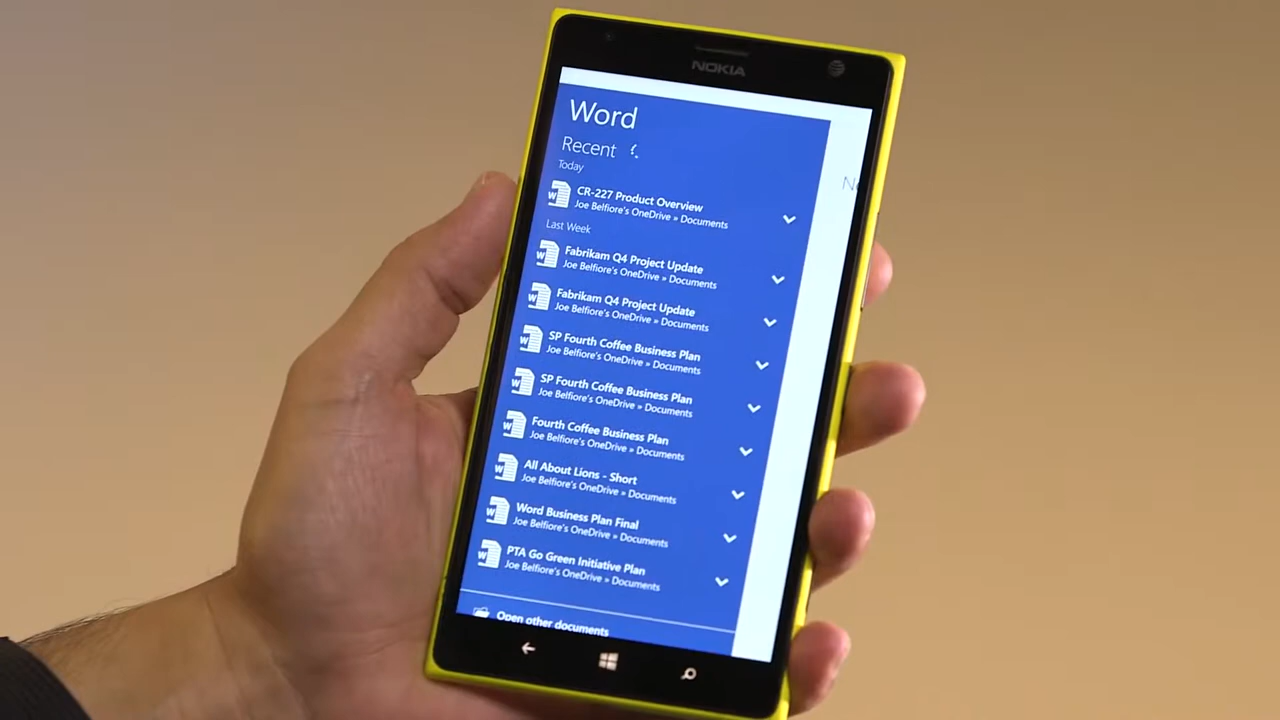 NOKIA
Word
Recent
Today
CR-227 Product Overview
Joe Belfiore's OneDrive » Documents
Last Week
Fabrikam Q4 Project Update
Joe Belfiore's OneDrive » Documents
Fabrikam Q4 Project Update
Joe Belfiore's OneDrive » Documents
SP Fourth Coffee Business Plan
Joe Belfiore's OneDrive » Documents
SP Fourth Coffee Business Plan
Joe Belfiore's OneDrive » Documents
Fourth Coffee Business Plan
Joe Belfiore's OneDrive » Documents
All About Lions - Short
Joe Belfiore's OneDrive » Documents
Word Business Plan Final
Joe Belfiore's OneDrive » Documents
PTA Go Green Initiative Plan
Joe Belfiore's OneDrive » Documents
Open other documents